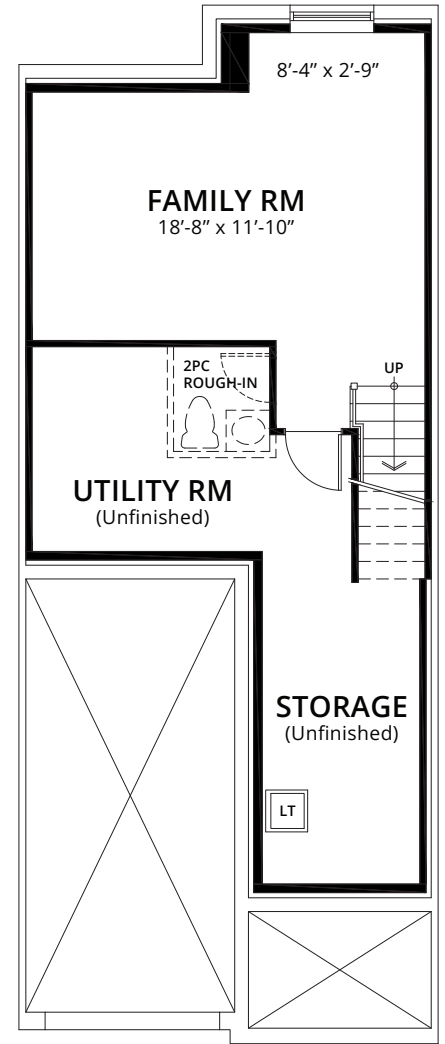 8’-4” x 2’-9”
FAMILY RM
18’-8” x 11’-10”
2PC
ROUGH-IN
UP
UTILITY RM
(Unfinished)
STORAGE
(Unfinished)
LT